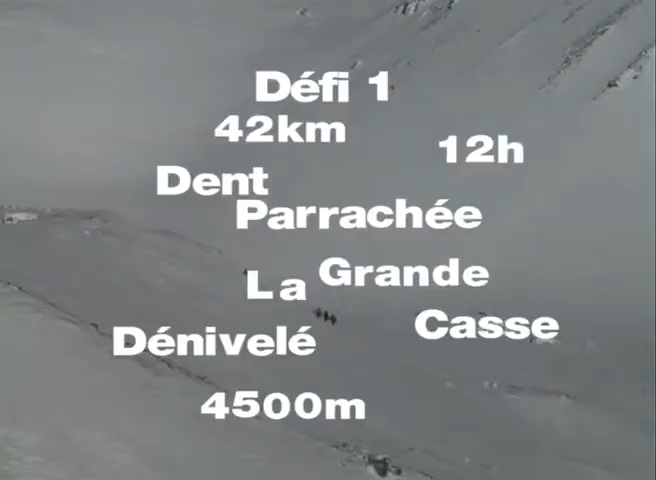 Défi 1
42km
12h
Dent
Parrachée
La Grande
Casse
Dénivelé
4500m